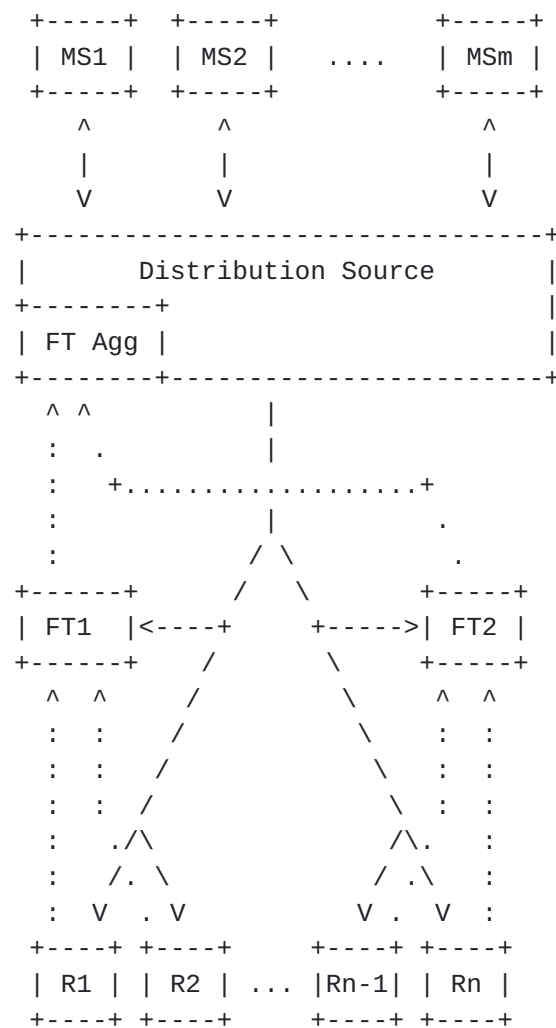 MS1 MS2 .... MSm
Distribution Source
FT Agg
FT1 FT2
R1 R2 ... Rn-1 Rn